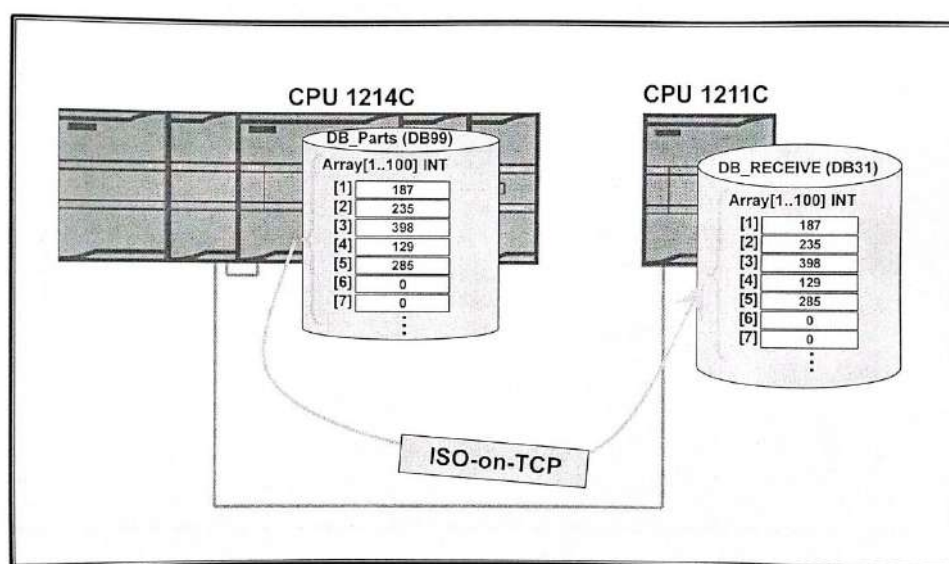 CPU 1214C
DB_Parts (DB99)
Array[1..100] INT
[1] 187
[2] 235
[3] 398
[4] 129
[5] 285
[6] 0
[7] 0
CPU 1211C
DB_RECEIVE (DB31)
Array[1..100] INT
[1] 187
[2] 235
[3] 398
[4] 129
[5] 285
[6] 0
[7] 0
ISO-on-TCP